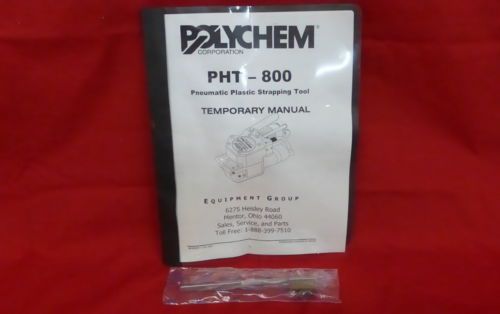 POLYCHEM®
CORPORATION
PHT - 800
Pneumatic Plastic Strapping Tool
TEMPORARY MANUAL
EQUIPMENT GROUP
6275 Heisley Road
Mentor, Ohio 44060
Sales, Service, and Parts
Toll Free: 1-888-399-7510